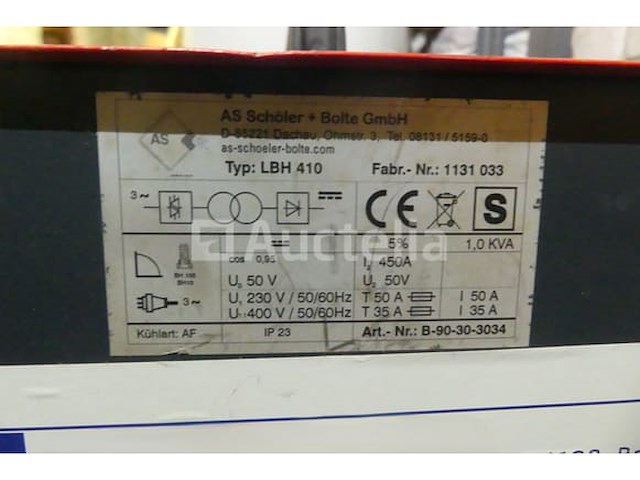 AS Schöler + Bolte GmbH
D-85221 Dachau, Ohmstr. 3, Tel. 08131 / 5159-0
as-schoeler-bolte.com
AS
Typ: LBH 410 Fabr.- Nr.: 1131 033
3~
CE S
Auctelia
5% 1,0 KVA
cos 0,95 I₂ 450A
U₀ 50 V U₂ 50V
3~ U₁ 230 V / 50/60Hz T 50 A I 50 A
U₁ 400 V / 50/60Hz T 35 A I 35 A
Kühlart: AF IP 23 Art.- Nr.: B-90-30-3034